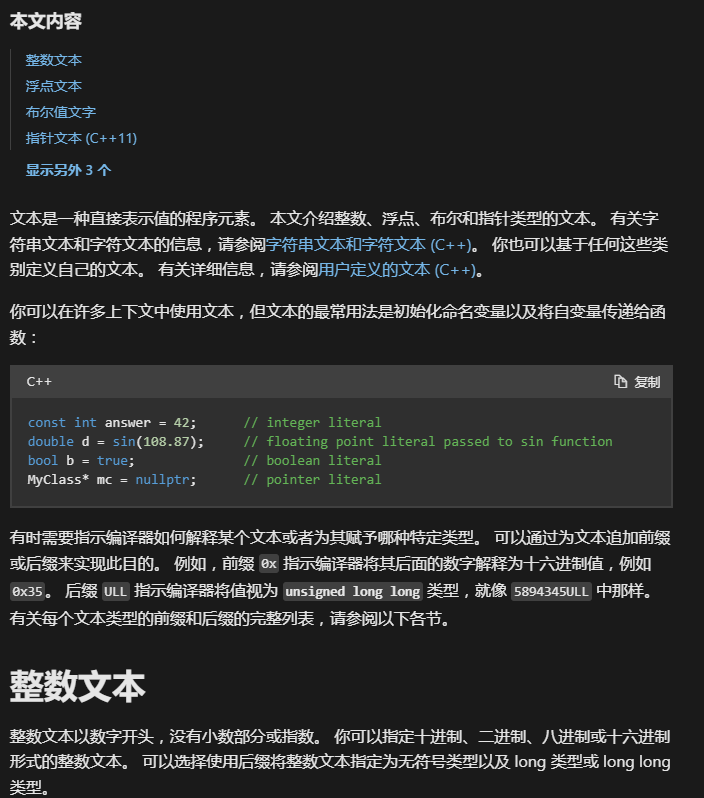 本文内容
整数文本
浮点文本
布尔值文字
指针文本 (C++11)
显示另外 3 个
文本是一种直接表示值的程序元素。 本文介绍整数、浮点、布尔和指针类型的文本。 有关字
符串文本和字符文本的信息，请参阅字符串文本和字符文本 (C++)。 你也可以基于任何这些类
别定义自己的文本。 有关详细信息，请参阅用户定义的文本 (C++)。
你可以在许多上下文中使用文本，但文本的最常用法是初始化命名变量以及将自变量传递给函
数：
C++ 复制
const int answer = 42;      // integer literal
double d = sin(108.87);     // floating point literal passed to sin function
bool b = true;              // boolean literal
MyClass* mc = nullptr;      // pointer literal
有时需要指示编译器如何解释某个文本或者为其赋予哪种特定类型。 可以通过为文本追加前缀
或后缀来实现此目的。 例如，前缀 0x 指示编译器将其后面的数字解释为十六进制值，例如
0x35。 后缀 ULL 指示编译器将值视为 unsigned long long 类型，就像 5894345ULL 中那样。
有关每个文本类型的前缀和后缀的完整列表，请参阅以下各节。
整数文本
整数文本以数字开头，没有小数部分或指数。 你可以指定十进制、二进制、八进制或十六进制
形式的整数文本。 可以选择使用后缀将整数文本指定为无符号类型以及 long 类型或 long long
类型。